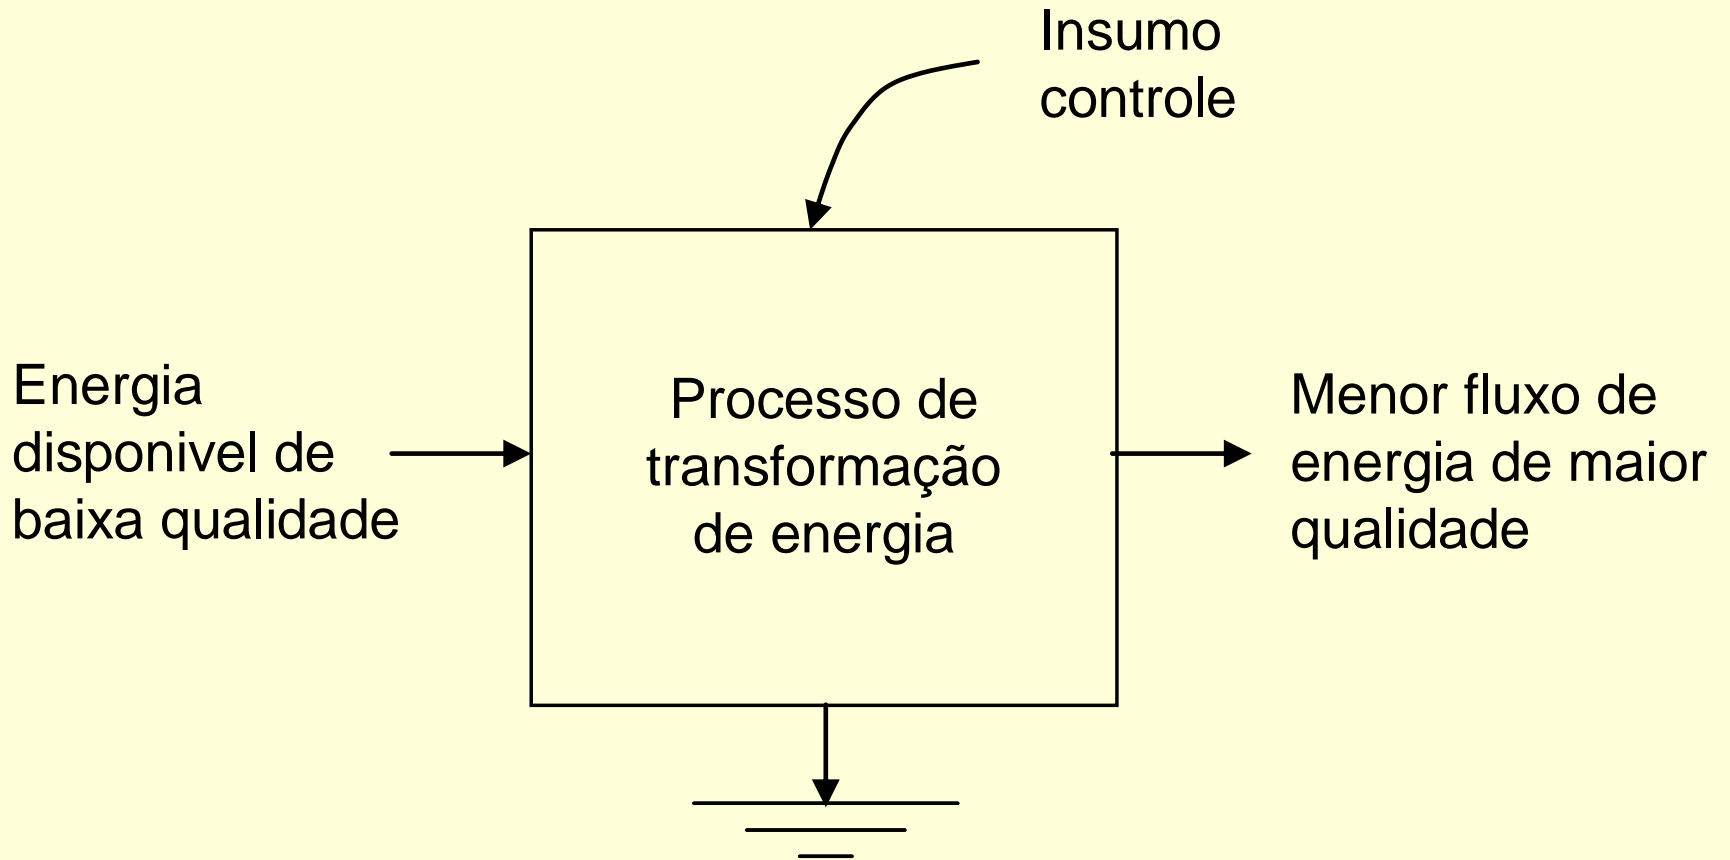 Insumo
controle
Energia
disponivel de
baixa qualidade
Processo de
transformação
de energia
Menor fluxo de
energia de maior
qualidade